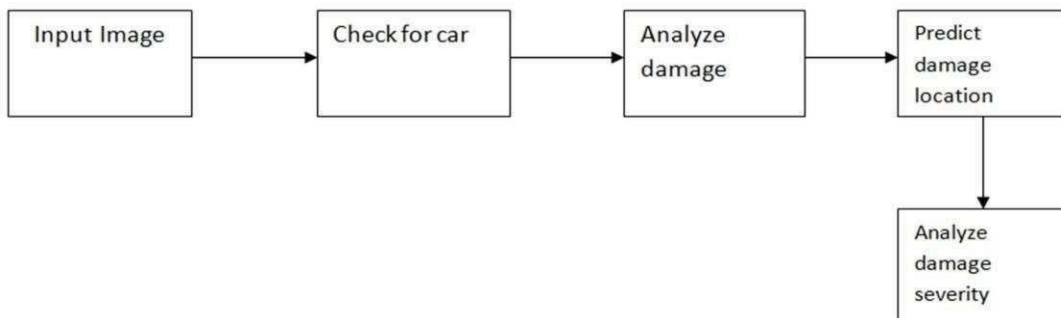 Input Image
Check for car
Analyze
damage
Predict
damage
location
Analyze
damage
severity